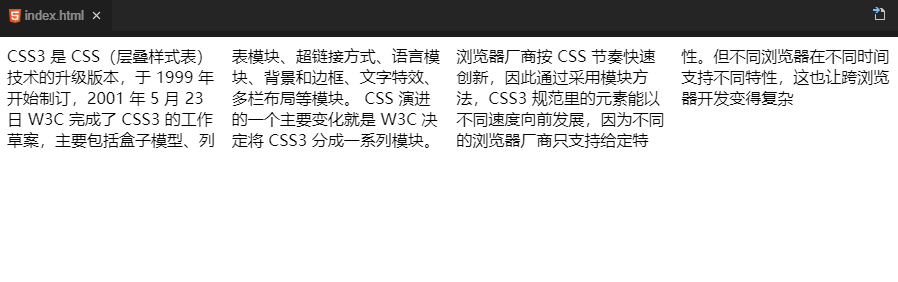 index.html
CSS3 是 CSS（层叠样式表）
技术的升级版本，于 1999 年
开始制订，2001 年 5 月 23
日 W3C 完成了 CSS3 的工作
草案，主要包括盒子模型、列
表模块、超链接方式、语言模
块、背景和边框、文字特效、
多栏布局等模块。 CSS 演进
的一个主要变化就是 W3C 决
定将 CSS3 分成一系列模块。
浏览器厂商按 CSS 节奏快速
创新，因此通过采用模块方
法，CSS3 规范里的元素能以
不同速度向前发展，因为不同
的浏览器厂商只支持给定特
性。但不同浏览器在不同时间
支持不同特性，这也让跨浏览
器开发变得复杂